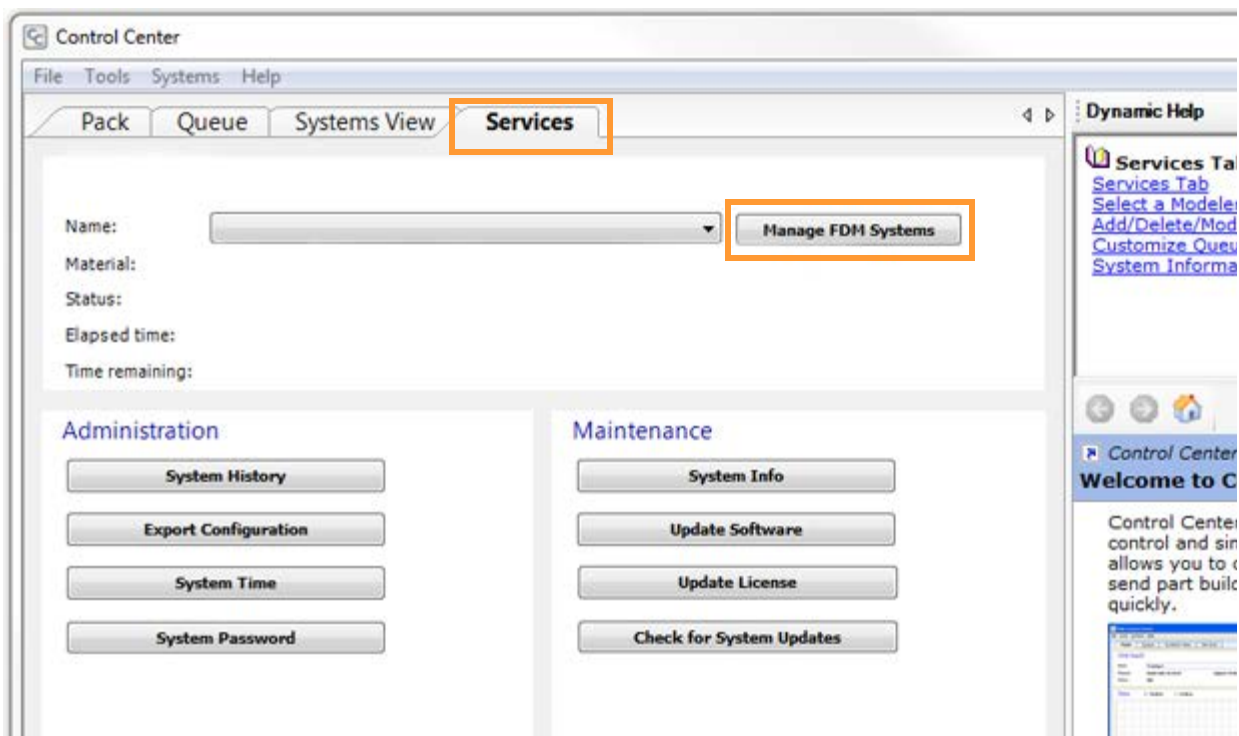 Control Center
File Tools Systems Help
Pack Queue Systems View Services
Name:
Manage FDM Systems
Material:
Status:
Elapsed time:
Time remaining:
Administration
System History
Export Configuration
System Time
System Password
Maintenance
System Info
Update Software
Update License
Check for System Updates
Dynamic Help
Services Ta
Services Tab
Select a Modeler
Add/Delete/Mod
Customize Queu
System Informa
Control Center
Welcome to C
Control Center
control and sim
allows you to
send part build
quickly.